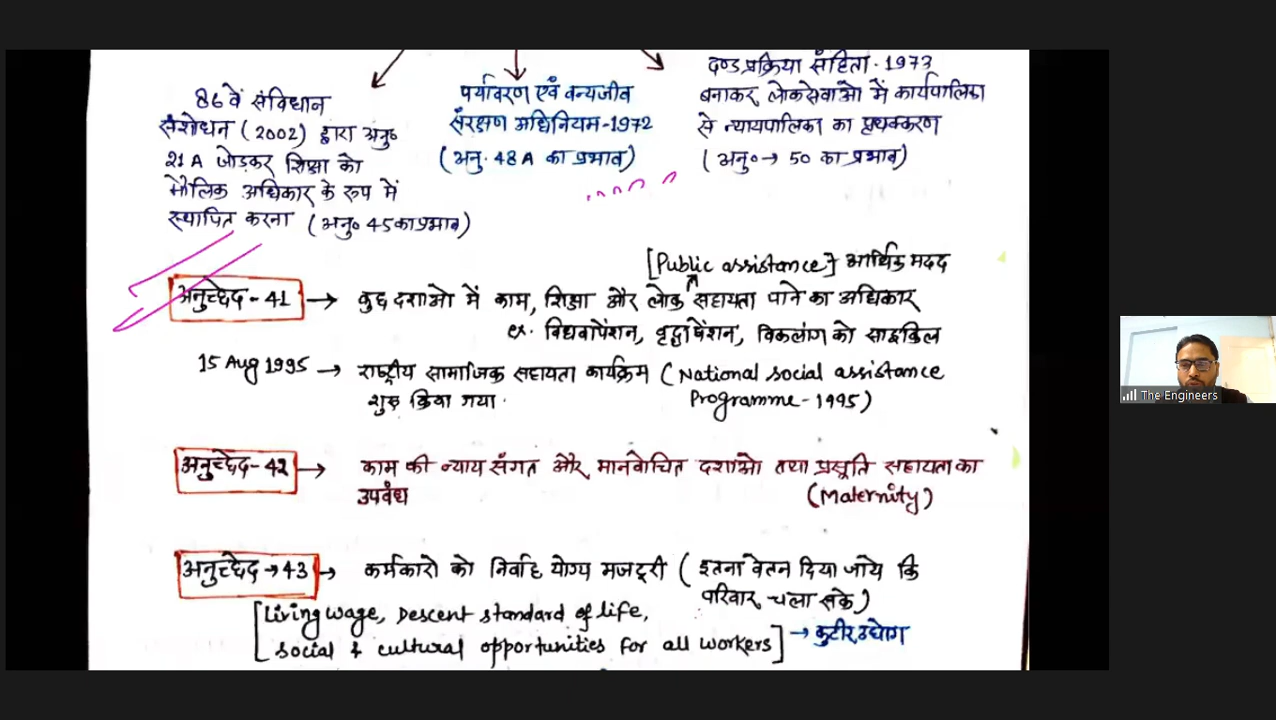 86वें संविधान
संशोधन (2002) द्वारा अनु०
21A जोड़कर शिक्षा को
मौलिक अधिकार के रूप में
स्थापित करना (अनु० 45का प्रभाव)
पर्यावरण एवं वन्यजीव
संरक्षण अधिनियम-1972
(अनु. 48A का प्रभाव)
दण्ड प्रक्रिया संहिता-1973
बनाकर लोकसेवाओ में कार्यपालिका
से न्यायपालिका का पृथक्करण
(अनु०→ 50 का प्रभाव)
[Public assistance] → आर्थिक मदद
अनुच्छेद-41 → कुछ दशाओ में काम, शिक्षा और लोक सहायता पाने का अधिकार
ex. विधवा पेंशन, वृद्धा पेंशन, विकलांग को साइकिल
15 Aug 1995 → राष्ट्रीय सामाजिक सहायता कार्यक्रम (National social assistance
शुरू किया गया. Programme-1995)
अनुच्छेद-42 → काम की न्याय संगत और मानवोचित दशाओ तथा प्रसूति सहायता का
उपबंध (Maternity)
अनुच्छेद→43 → कर्मकारो को निर्वाह योग्य मजदूरी (इतना वेतन दिया जाये कि
परिवार चला सके)
[Living wage, Descent standard of life,
social & cultural opportunities for all workers] → कुटीर उद्योग
The Engineers